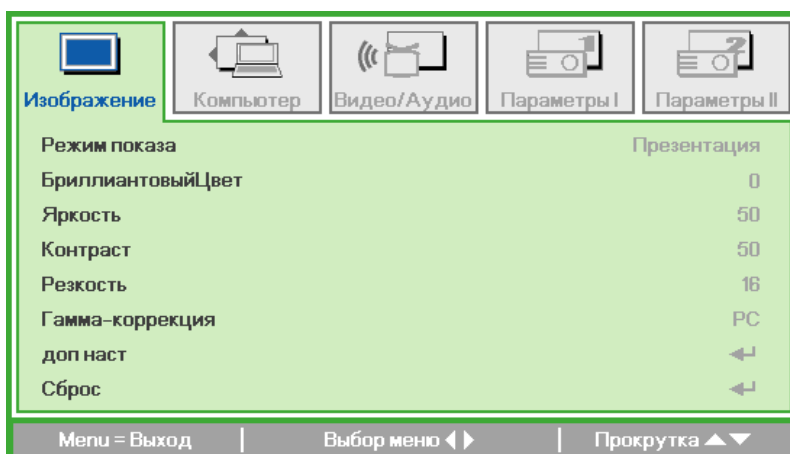 Изображение Компьютер Видео/Аудио Параметры I Параметры II
Режим показа Презентация
БриллиантовыйЦвет 0
Яркость 50
Контраст 50
Резкость 16
Гамма-коррекция PC
доп наст
Сброс
Menu = Выход | Выбор меню | Прокрутка